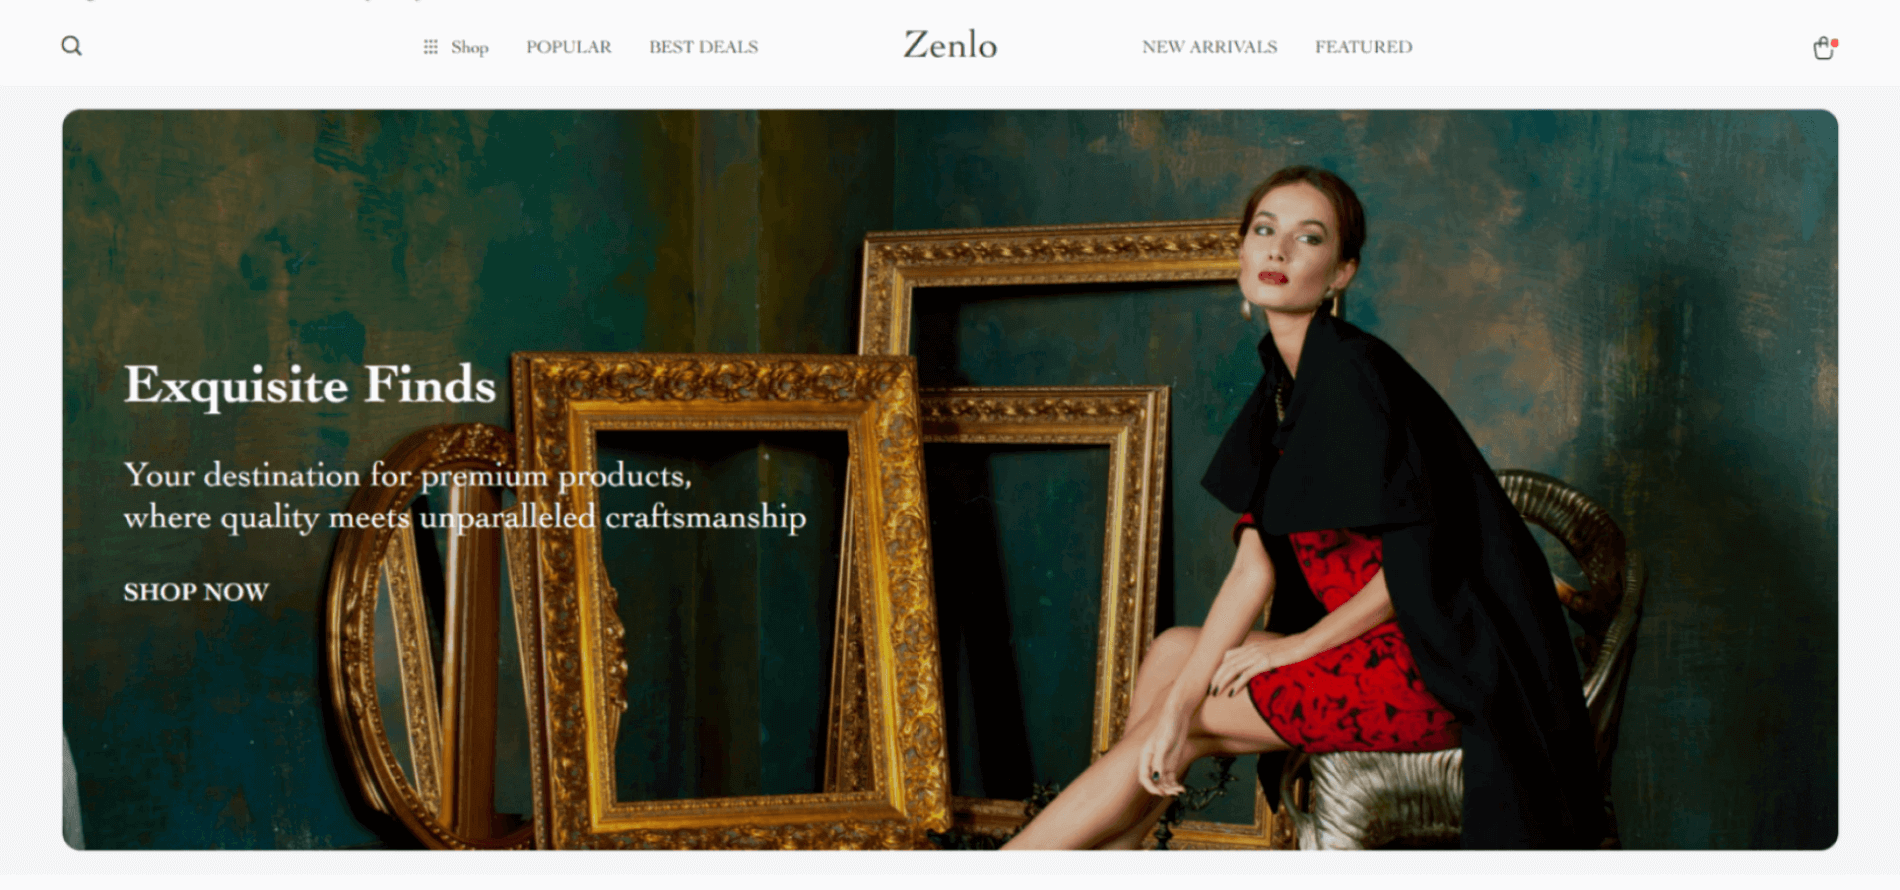 Shop POPULAR BEST DEALS Zenlo NEW ARRIVALS FEATURED
Exquisite Finds
Your destination for premium products,
where quality meets unparalleled craftsmanship
SHOP NOW